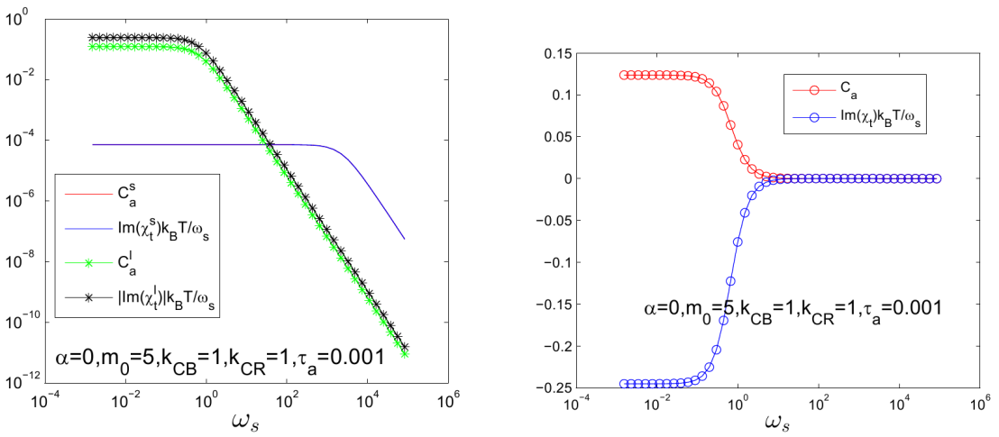 10^0
10^-2
10^-4
10^-6
10^-8
10^-10
10^-12
10^-4 10^-2 10^0 10^2 10^4 10^6
ω_s
C_a^s
Im(χ_t^s)k_BT/ω_s
C_a^l
|Im(χ_t^l)|k_BT/ω_s
α=0,m_0=5,k_CB=1,k_CR=1,τ_a=0.001
0.15
0.1
0.05
0
−0.05
−0.1
−0.15
−0.2
−0.25
10^-4 10^-2 10^0 10^2 10^4 10^6
ω_s
C_a
Im(χ_t)k_BT/ω_s
α=0,m_0=5,k_CB=1,k_CR=1,τ_a=0.001